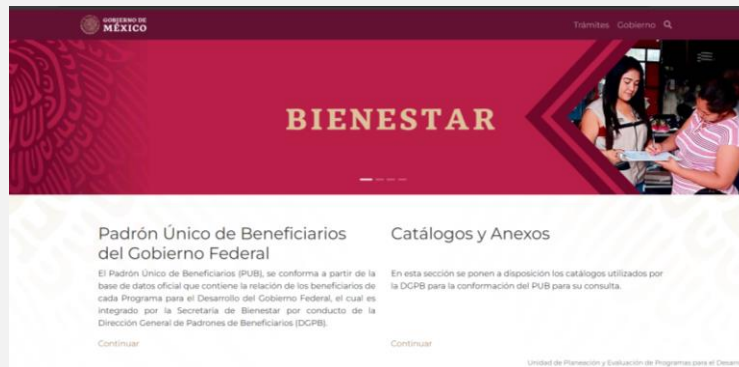 GOBIERNO DE
MÉXICO
Trámites Gobierno
BIENESTAR
Padrón Único de Beneficiarios
del Gobierno Federal
El Padrón Único de Beneficiarios (PUB), se conforma a partir de la
base de datos oficial que contiene la relación de los beneficiarios de
cada Programa para el Desarrollo del Gobierno Federal, el cual es
integrado por la Secretaría de Bienestar por conducto de la
Dirección General de Padrones de Beneficiarios (DGPB).
Continuar
Catálogos y Anexos
En esta sección se ponen a disposición los catálogos utilizados por
la DGPB para la conformación del PUB para su consulta.
Continuar
Unidad de Planeación y Evaluación de Programas para el Desarr